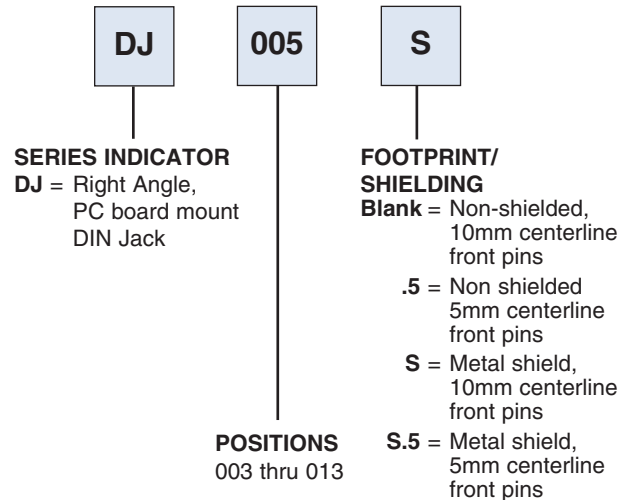 DJ
005
S
SERIES INDICATOR
DJ = Right Angle,
PC board mount
DIN Jack
POSITIONS
003 thru 013
FOOTPRINT/
SHIELDING
Blank = Non-shielded,
10mm centerline
front pins
.5 = Non shielded
5mm centerline
front pins
S = Metal shield,
10mm centerline
front pins
S.5 = Metal shield,
5mm centerline
front pins